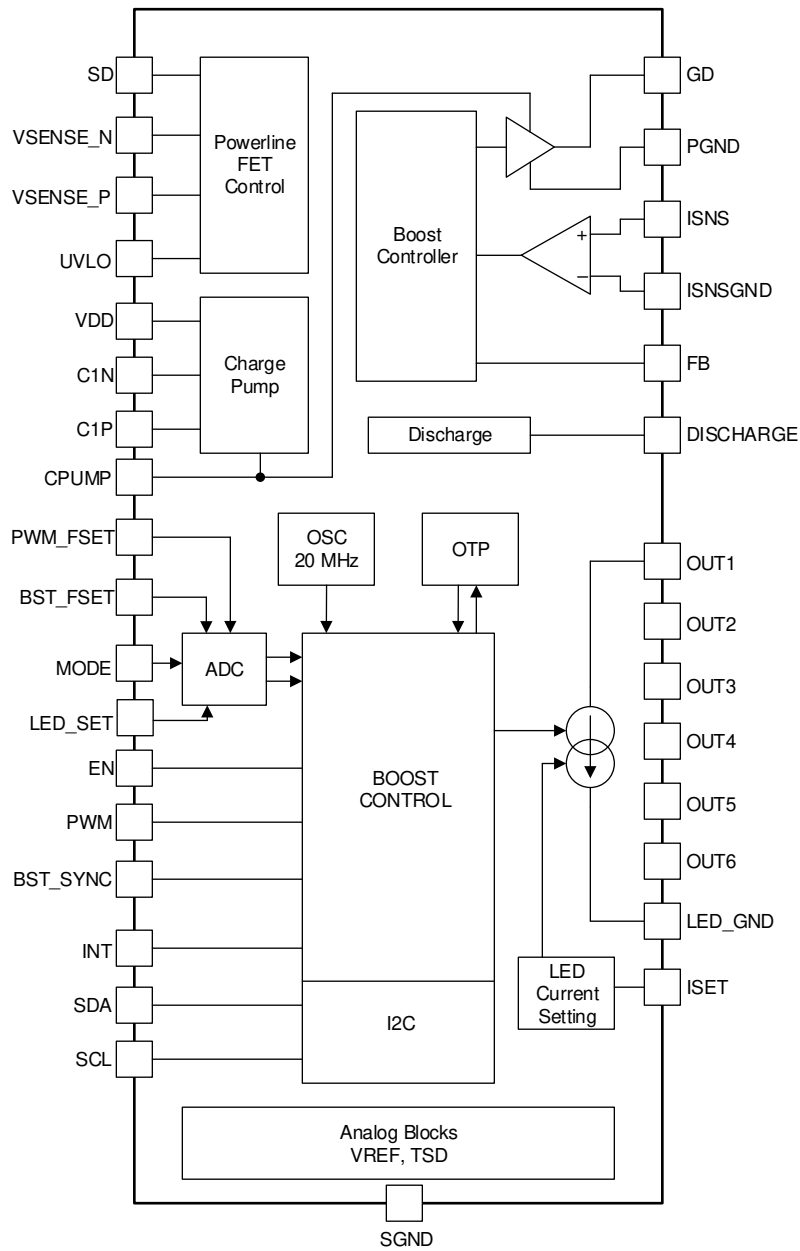 SD
VSENSE_N
VSENSE_P
UVLO
VDD
C1N
C1P
CPUMP
PWM_FSET
BST_FSET
MODE
LED_SET
EN
PWM
BST_SYNC
INT
SDA
SCL
Powerline
FET
Control
Charge
Pump
Boost
Controller
+
−
Discharge
OSC
20 MHz
OTP
ADC
BOOST
CONTROL
I2C
LED
Current
Setting
Analog Blocks
VREF, TSD
GD
PGND
ISNS
ISNSGND
FB
DISCHARGE
OUT1
OUT2
OUT3
OUT4
OUT5
OUT6
LED_GND
ISET
SGND